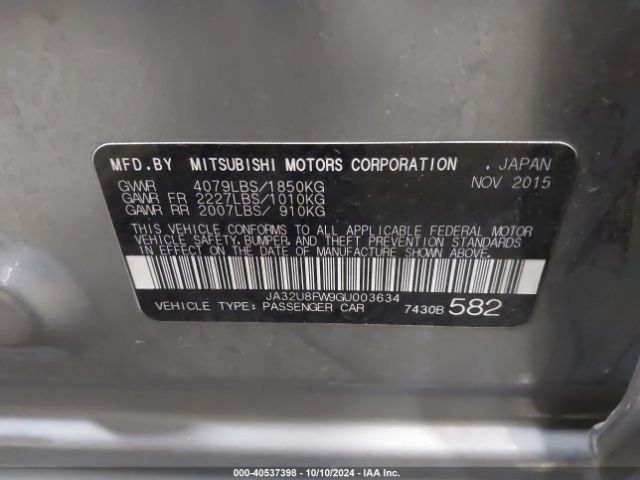 MFD.BY MITSUBISHI MOTORS CORPORATION . JAPAN
GVWR 4079LBS/1850KG NOV 2015
GAWR FR 2227LBS/1010KG
GAWR RR 2007LBS/ 910KG
THIS VEHICLE CONFORMS TO ALL APPLICABLE FEDERAL MOTOR
VEHICLE SAFETY, BUMPER, AND THEFT PREVENTION STANDARDS
IN EFFECT ON THE DATE OF MANUFACTURE SHOWN ABOVE.
JA32U8FW9GU003634
VEHICLE TYPE: PASSENGER CAR 7430B 582
000-40537398 - 10/10/2024 - IAA Inc.